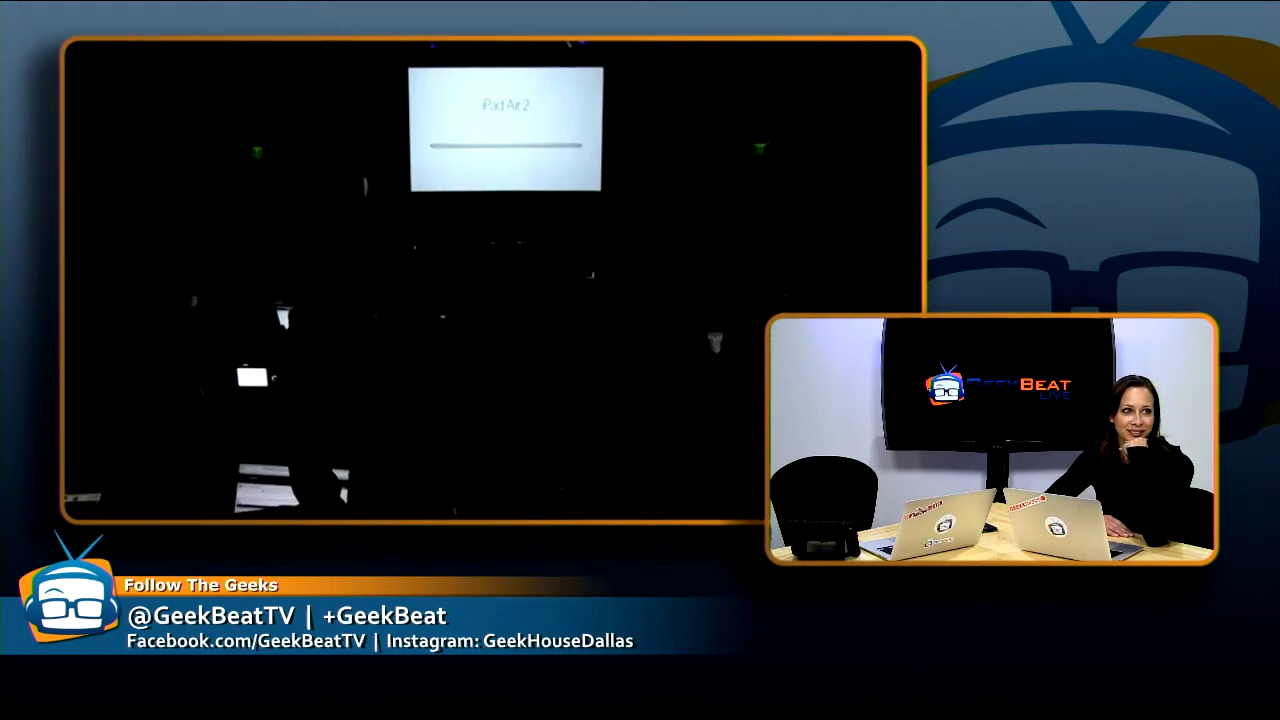 iPad Air 2
GEEKBEAT
LIVE
Follow The Geeks
@GeekBeatTV | +GeekBeat
Facebook.com/GeekBeatTV | Instagram: GeekHouseDallas